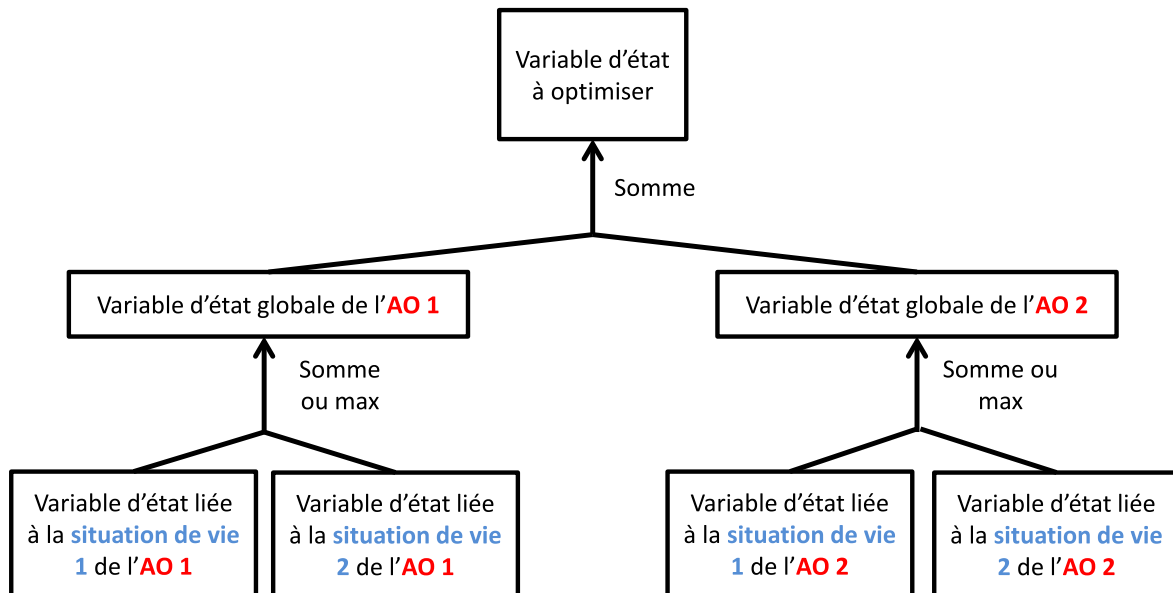 Variable d'état
à optimiser
Somme
Variable d'état globale de l'AO 1
Variable d'état globale de l'AO 2
Somme
ou max
Somme ou
max
Variable d'état liée
à la situation de vie
1 de l'AO 1
Variable d'état liée
à la situation de vie
2 de l'AO 1
Variable d'état liée
à la situation de vie
1 de l'AO 2
Variable d'état liée
à la situation de vie
2 de l'AO 2